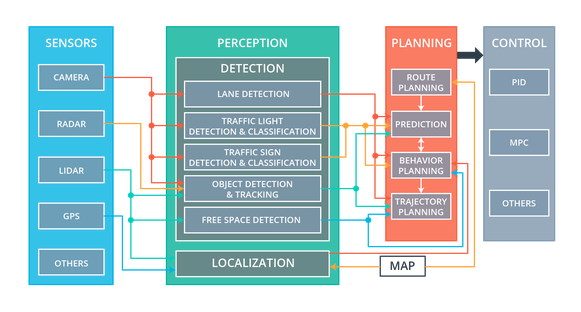 SENSORS
CAMERA
RADAR
LIDAR
GPS
OTHERS
PERCEPTION
DETECTION
LANE DETECTION
TRAFFIC LIGHT
DETECTION & CLASSIFICATION
TRAFFIC SIGN
DETECTION & CLASSIFICATION
OBJECT DETECTION
& TRACKING
FREE SPACE DETECTION
LOCALIZATION
PLANNING
ROUTE
PLANNING
PREDICTION
BEHAVIOR
PLANNING
TRAJECTORY
PLANNING
MAP
CONTROL
PID
MPC
OTHERS